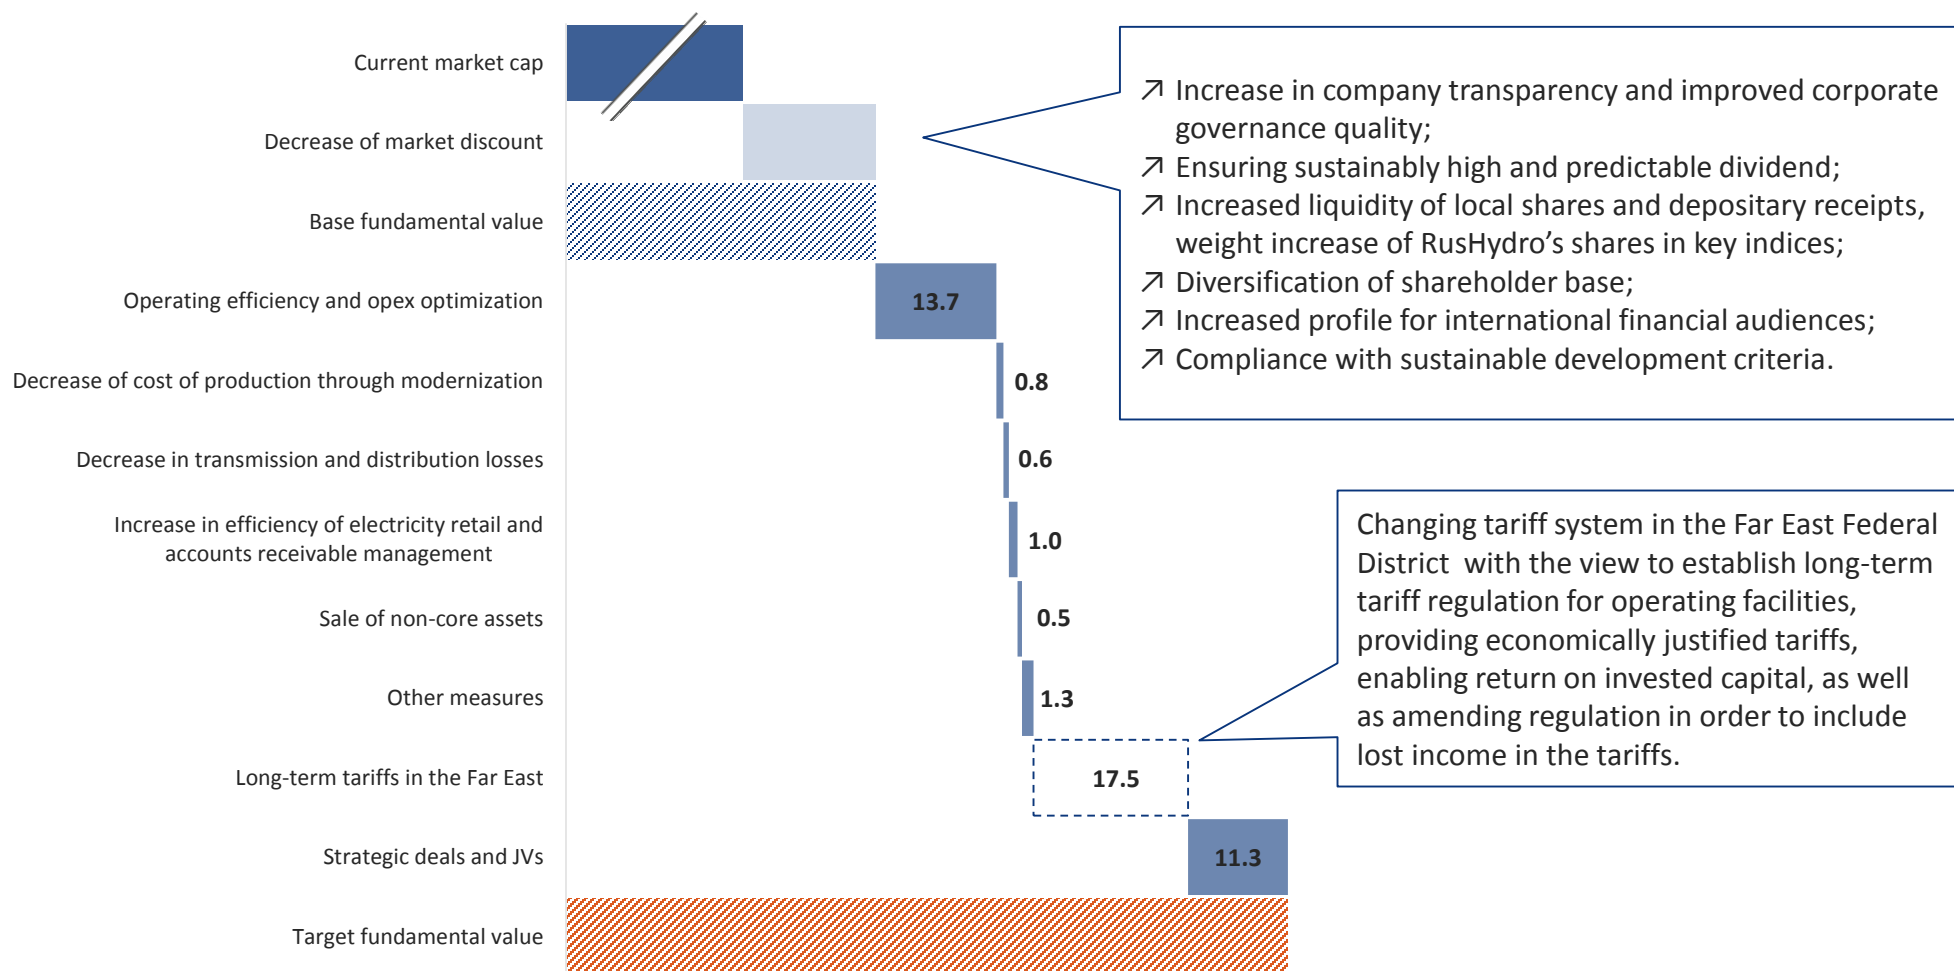 Current market cap
Decrease of market discount
Base fundamental value
Operating efficiency and opex optimization
13.7
Decrease of cost of production through modernization
0.8
Decrease in transmission and distribution losses
0.6
Increase in efficiency of electricity retail and
accounts receivable management
1.0
Sale of non-core assets
0.5
Other measures
1.3
Long-term tariffs in the Far East
17.5
Strategic deals and JVs
11.3
Target fundamental value
↗ Increase in company transparency and improved corporate
governance quality;
↗ Ensuring sustainably high and predictable dividend;
↗ Increased liquidity of local shares and depositary receipts,
weight increase of RusHydro’s shares in key indices;
↗ Diversification of shareholder base;
↗ Increased profile for international financial audiences;
↗ Compliance with sustainable development criteria.
Changing tariff system in the Far East Federal
District with the view to establish long-term
tariff regulation for operating facilities,
providing economically justified tariffs,
enabling return on invested capital, as well
as amending regulation in order to include
lost income in the tariffs.